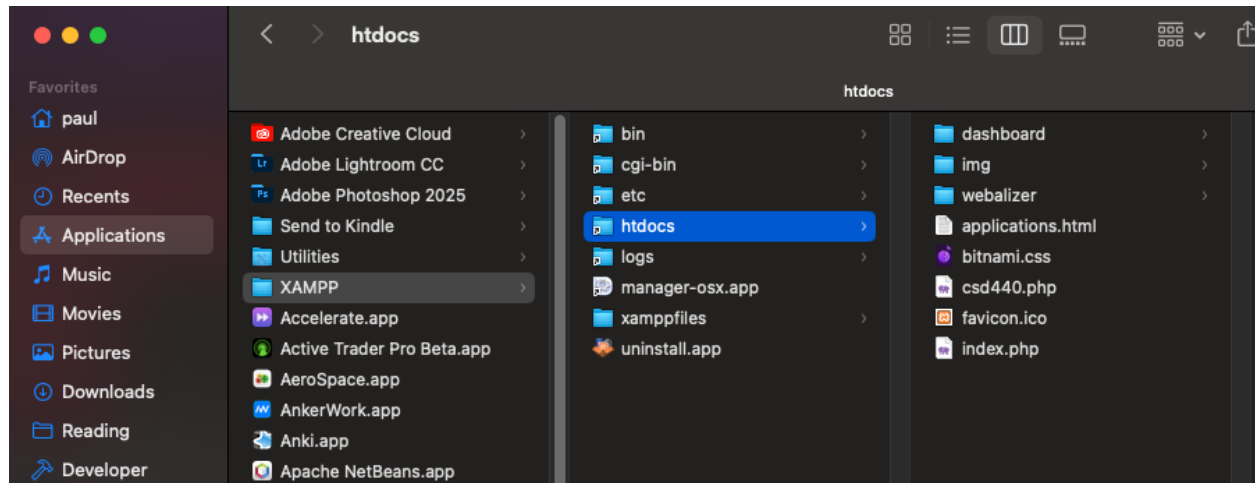 htdocs
htdocs
Favorites
paul
AirDrop
Recents
Applications
Music
Movies
Pictures
Downloads
Reading
Developer
Adobe Creative Cloud
Adobe Lightroom CC
Adobe Photoshop 2025
Send to Kindle
Utilities
XAMPP
Accelerate.app
Active Trader Pro Beta.app
AeroSpace.app
AnkerWork.app
Anki.app
Apache NetBeans.app
bin
cgi-bin
etc
htdocs
logs
manager-osx.app
xamppfiles
uninstall.app
dashboard
img
webalizer
applications.html
bitnami.css
csd440.php
favicon.ico
index.php